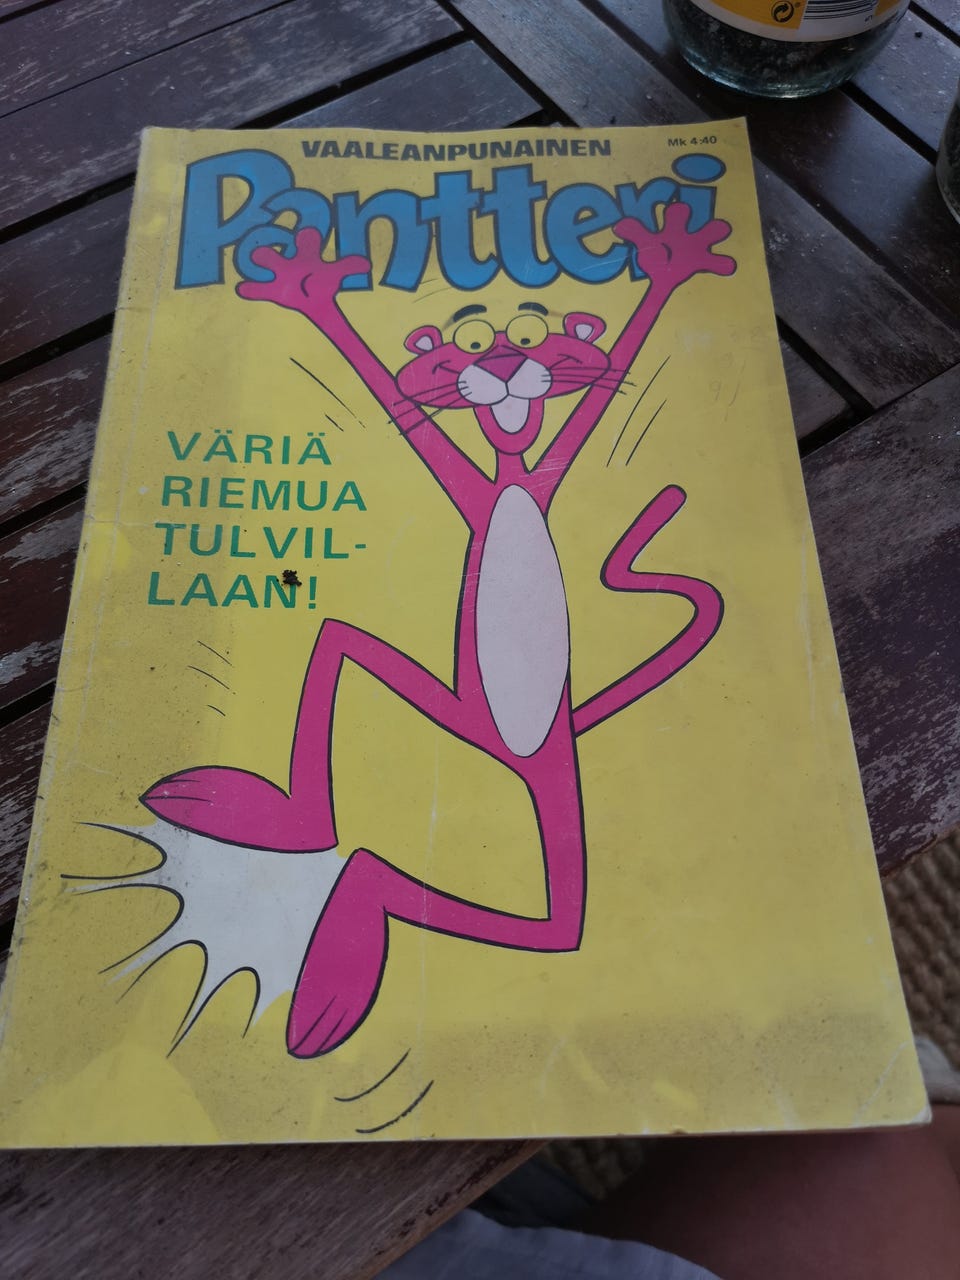 VAALEANPUNAINEN
Mk 4:40
Pantteri
VÄRIÄ
RIEMUA
TULVIL-
LAAN!